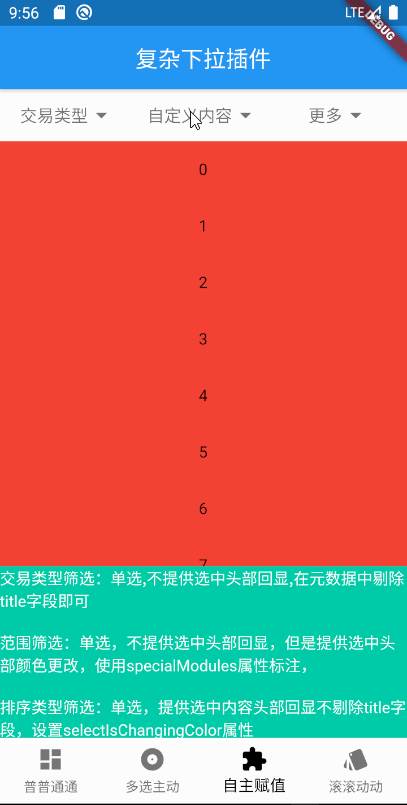 9:56 LTE
DEBUG
复杂下拉插件
交易类型 自定义内容 更多
0
1
2
3
4
5
6
7
交易类型筛选：单选,不提供选中头部回显,在元数据中剔除
title字段即可
范围筛选：单选，不提供选中头部回显，但是提供选中头
部颜色更改，使用specialModules属性标注，
排序类型筛选：单选，提供选中内容头部回显不剔除title字
段，设置selectIsChangingColor属性
普普通通 多选主动 自主赋值 滚滚动动